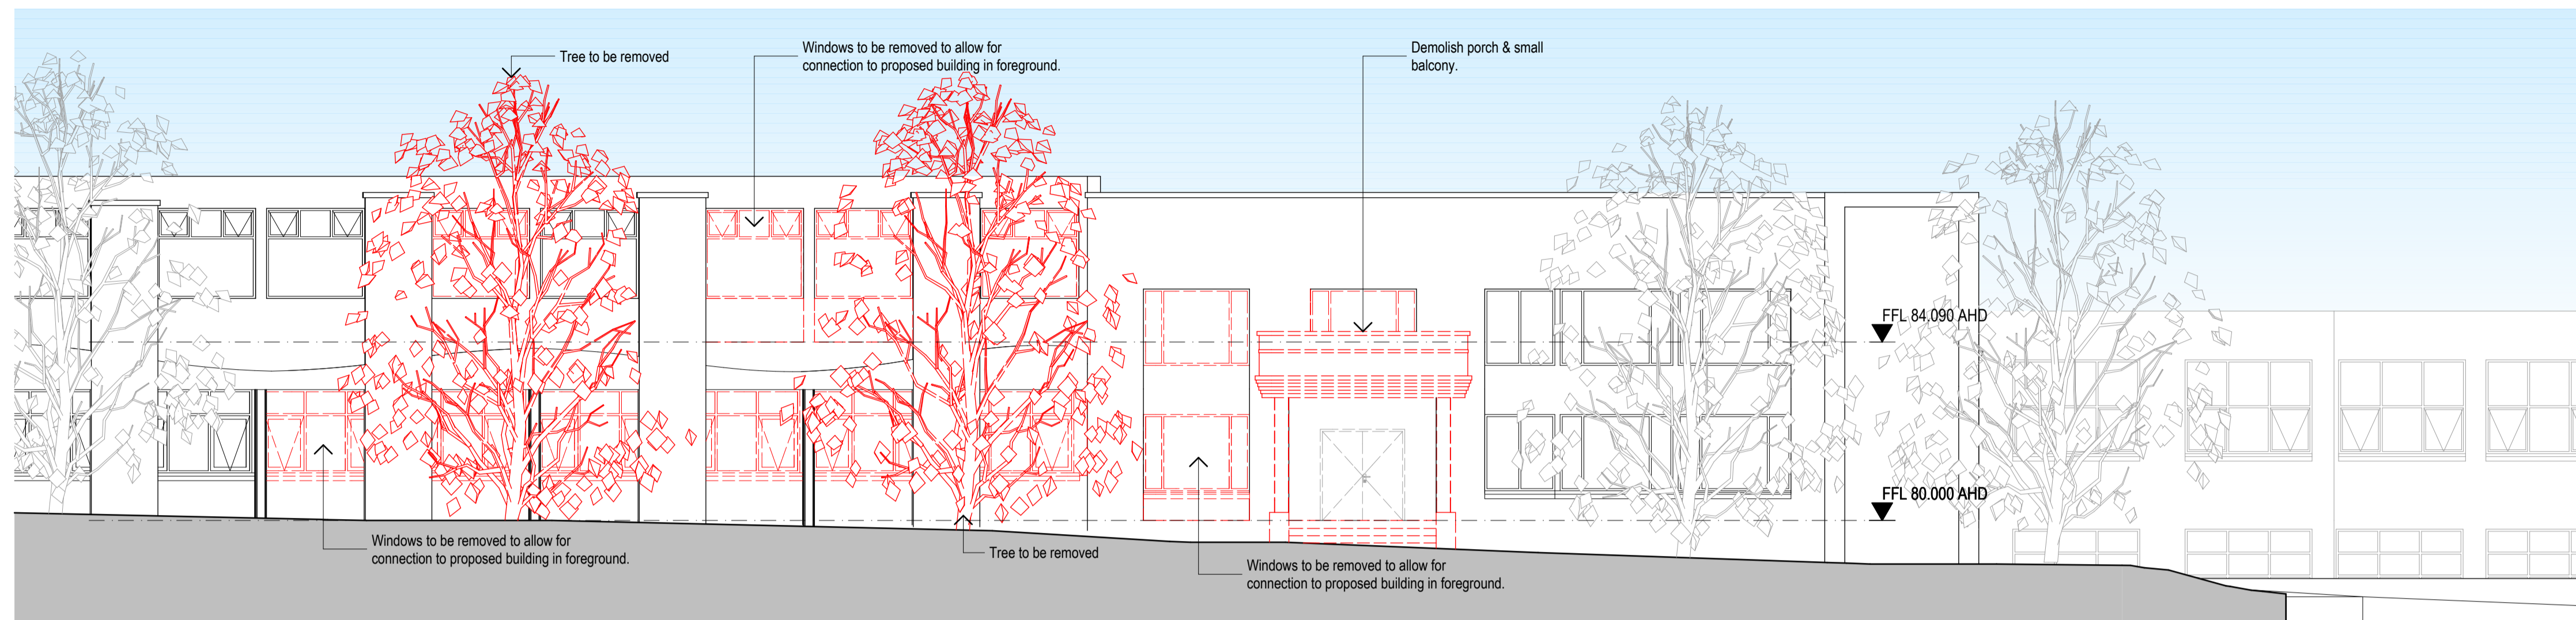 Tree to be removed
Windows to be removed to allow for
connection to proposed building in foreground.
Demolish porch & small
balcony.
FFL 84.090 AHD
FFL 80.000 AHD
Windows to be removed to allow for
connection to proposed building in foreground.
Tree to be removed
Windows to be removed to allow for
connection to proposed building in foreground.